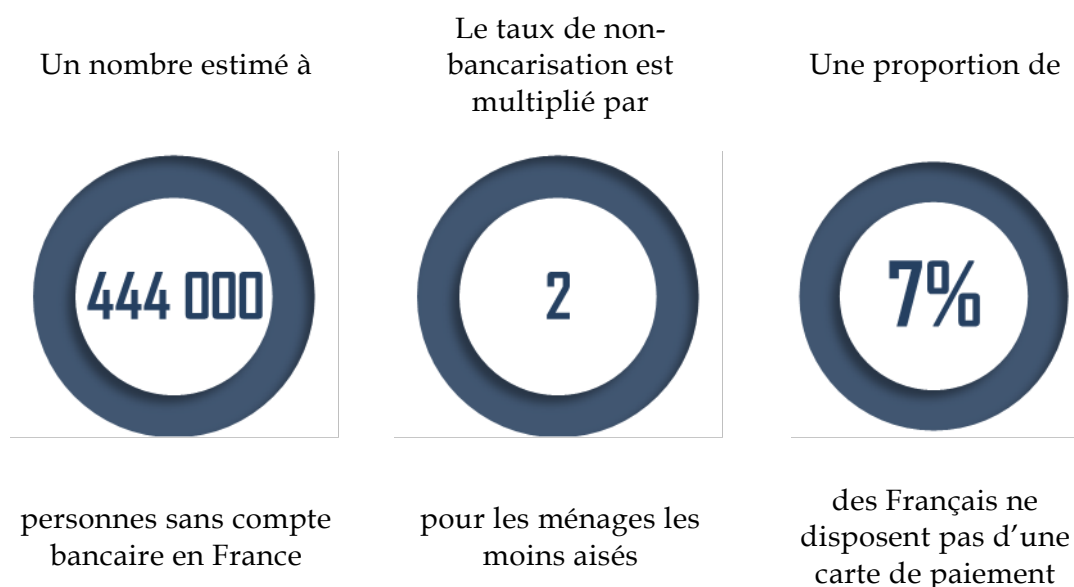 Un nombre estimé à
444 000
personnes sans compte
bancaire en France
Le taux de non-
bancarisation est
multiplié par
2
pour les ménages les
moins aisés
Une proportion de
7%
des Français ne
disposent pas d’une
carte de paiement